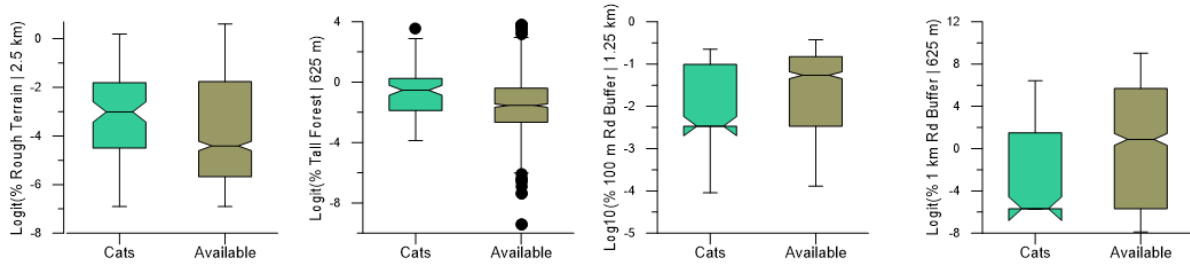 Logit(% Rough Terrain | 2.5 km)
0
-2
-4
-6
-8
Cats Available
Logit(% Tall Forest | 625 m)
4
0
-4
-8
Cats Available
Log10(% 100 m Rd Buffer | 1.25 km)
-0
-1
-2
-3
-4
-5
Cats Available
Logit(% 1 km Rd Buffer | 625 m)
12
8
4
0
-4
-8
Cats Available